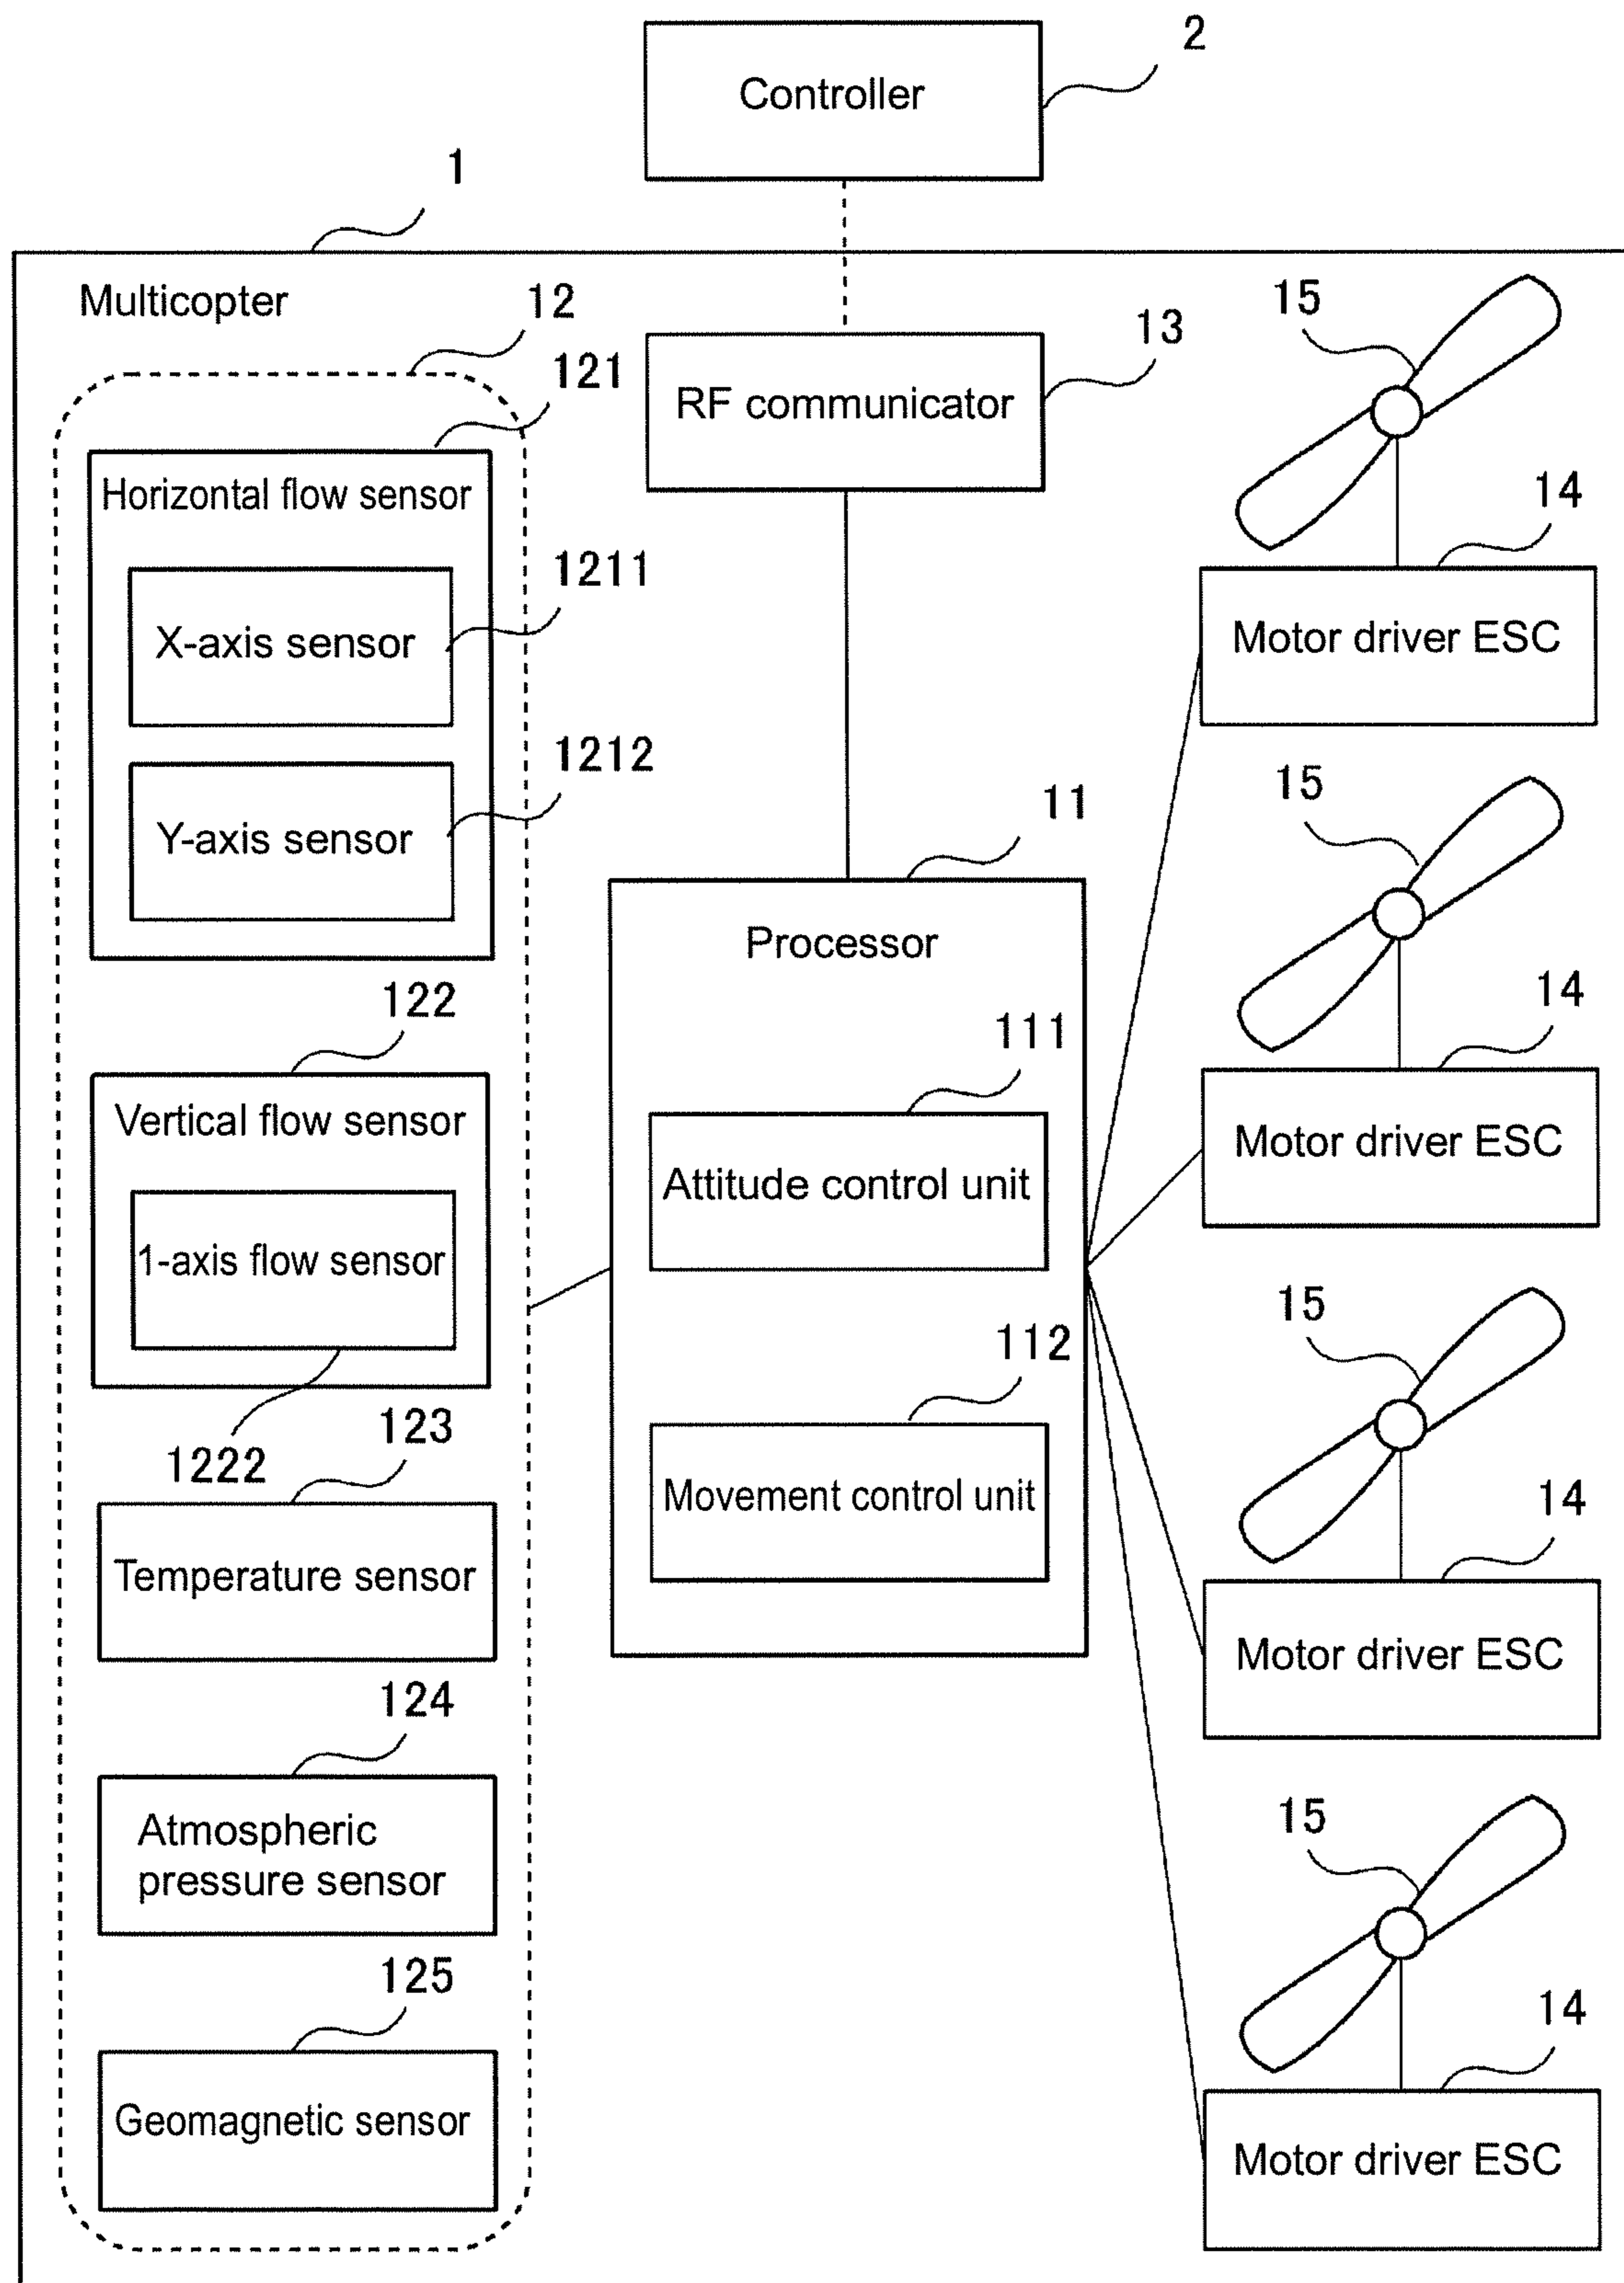 2
Controller
1
Multicopter
12
121
Horizontal flow sensor
1211
X-axis sensor
1212
Y-axis sensor
122
Vertical flow sensor
1-axis flow sensor
1222
123
Temperature sensor
124
Atmospheric
pressure sensor
125
Geomagnetic sensor
13
RF communicator
11
Processor
111
Attitude control unit
112
Movement control unit
15
14
Motor driver ESC
15
14
Motor driver ESC
15
14
Motor driver ESC
15
14
Motor driver ESC